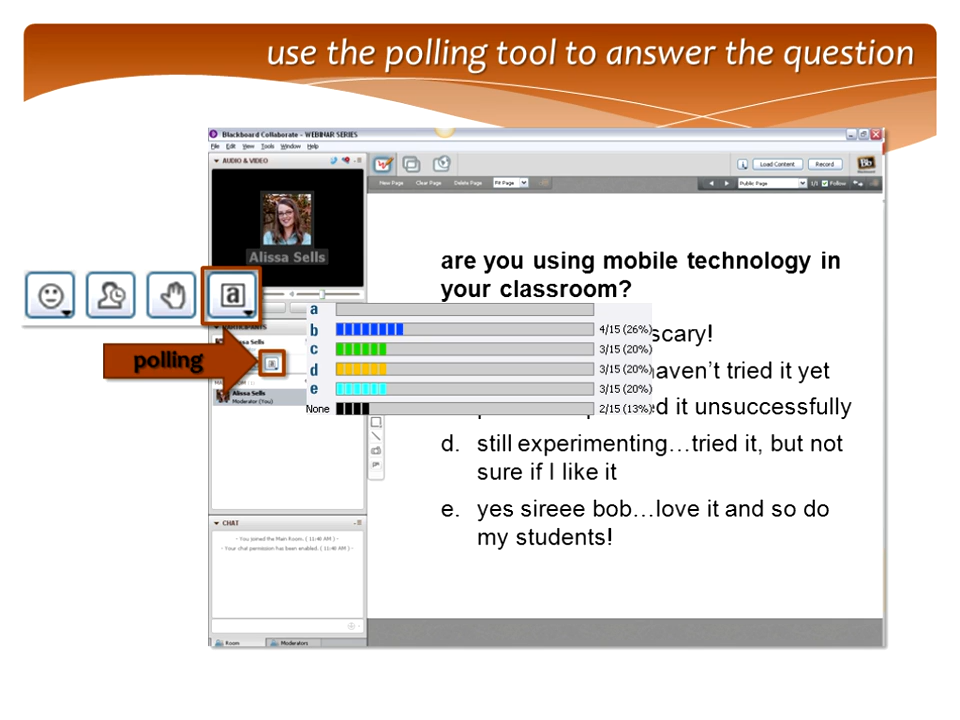 use the polling tool to answer the question
Blackboard Collaborate - WEBINAR SERIES
File Edit View Tools Window Help
AUDIO & VIDEO
Load Content
Record
Bb
New Page
Clear Page
Delete Page
Fit Page
Public Page
1/1
Follow
Alissa Sells
are you using mobile technology in
your classroom?
a
PARTICIPANTS
a
b
4/15 (26%)
scary!
c
3/15 (20%)
polling
a
d
3/15 (20%)
aven't tried it yet
e
3/15 (20%)
Alissa Sells
Moderator (You)
None
2/15 (13%)
ed it unsuccessfully
d. still experimenting…tried it, but not
sure if I like it
e. yes sireee bob…love it and so do
my students!
CHAT
- You joined the Main Room. ( 11:40 AM ) -
- Your chat permission has been enabled. ( 11:40 AM ) -
Room
Moderators